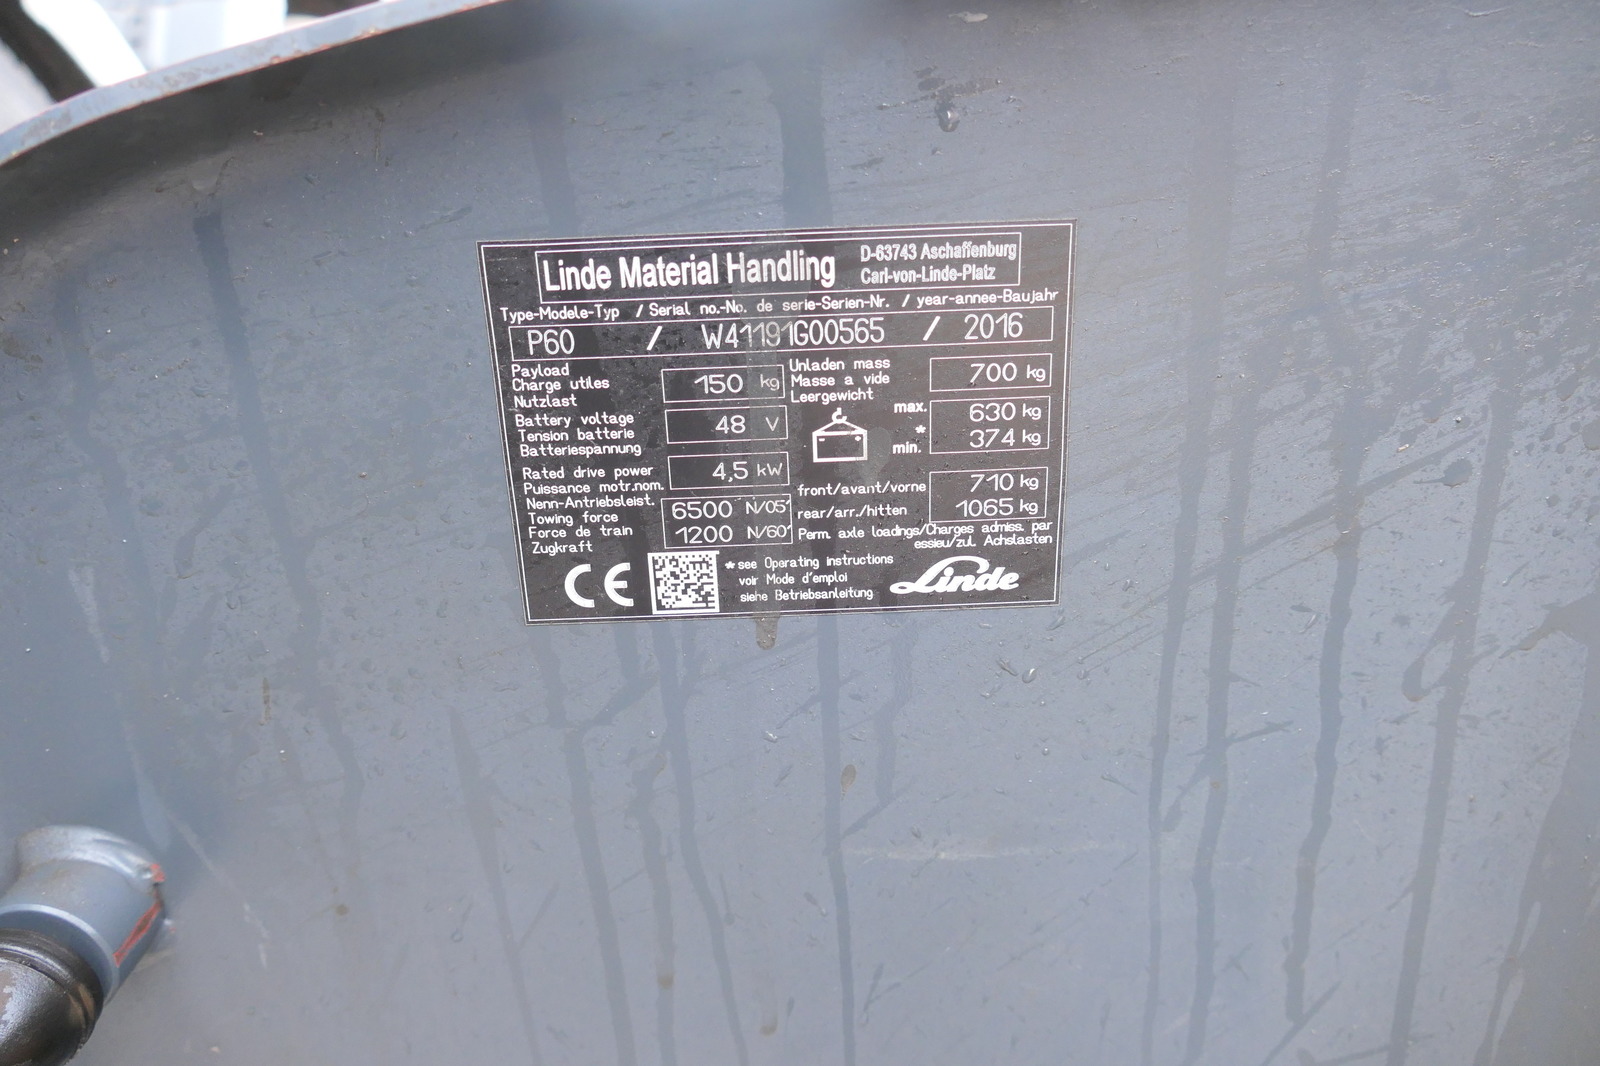 Linde Material Handling D-63743 Aschaffenburg
Carl-von-Linde-Platz
Type-Modele-Typ / Serial no.-No. de serie-Serien-Nr. / year-annee-Baujahr
P60 / W41191G00565 / 2016
Payload
Charge utiles
Nutzlast
150 kg
Battery voltage
Tension batterie
Batteriespannung
48 V
Rated drive power
Puissance motr.nom.
Nenn-Antriebsleist.
4,5 kW
Towing force
Force de train
Zugkraft
6500 N/05'
1200 N/60'
Unladen mass
Masse a vide
Leergewicht
700 kg
max. 630 kg
*
min. 374 kg
front/avant/vorne 710 kg
rear/arr./hitten 1065 kg
Perm. axle loadings/Charges admiss. par
essieu/zul. Achslasten
CE
*see Operating instructions
voir Mode d'emploi
siehe Betriebsanleitung
Linde